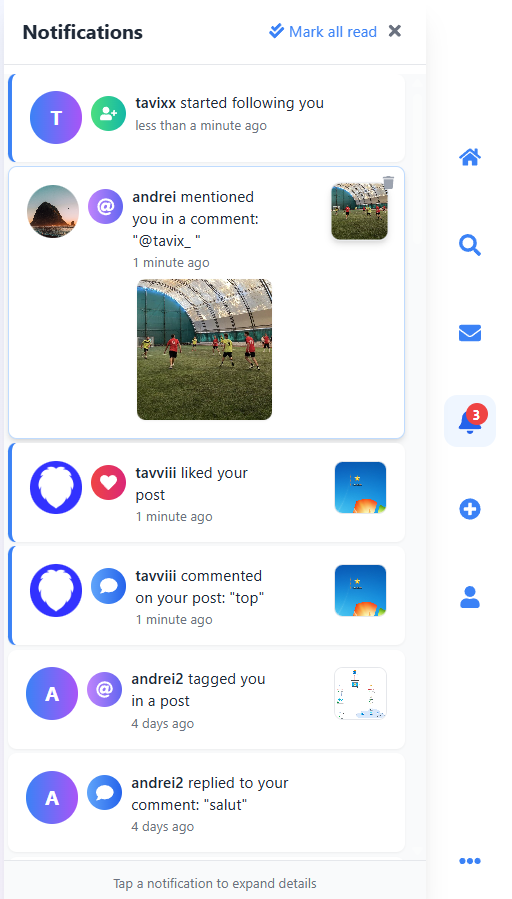 Notifications
Mark all read
T
tavixx started following you
less than a minute ago
@
andrei mentioned
you in a comment:
"@tavix_ "
1 minute ago
tavviii liked your
post
1 minute ago
tavviii commented
on your post: "top"
1 minute ago
A
@
andrei2 tagged you
in a post
4 days ago
A
andrei2 replied to your
comment: "salut"
4 days ago
Tap a notification to expand details
3